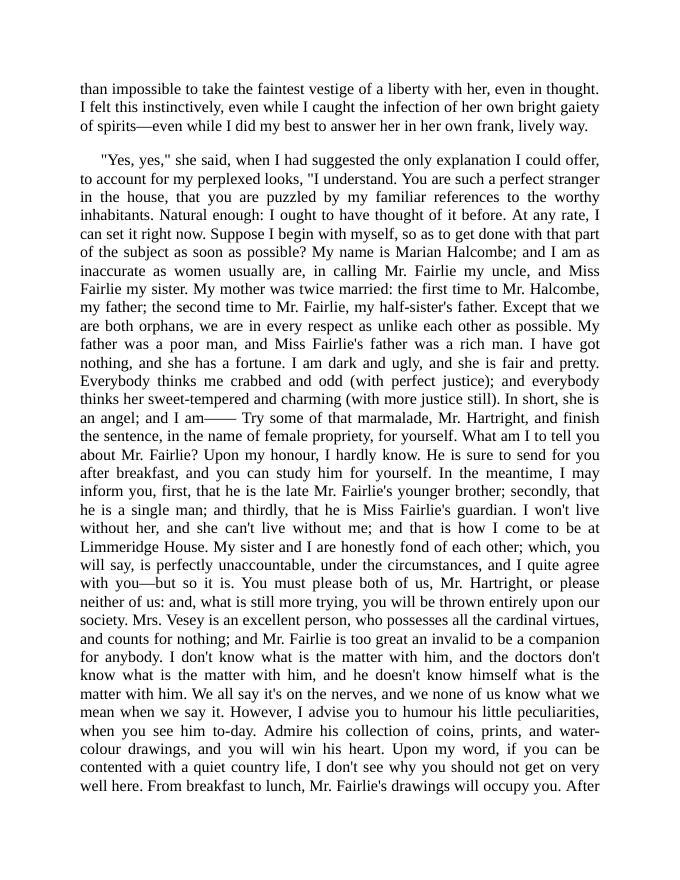 than impossible to take the faintest vestige of a liberty with her, even in thought.
I felt this instinctively, even while I caught the infection of her own bright gaiety
of spirits—even while I did my best to answer her in her own frank, lively way.
"Yes, yes," she said, when I had suggested the only explanation I could offer,
to account for my perplexed looks, "I understand. You are such a perfect stranger
in the house, that you are puzzled by my familiar references to the worthy
inhabitants. Natural enough: I ought to have thought of it before. At any rate, I
can set it right now. Suppose I begin with myself, so as to get done with that part
of the subject as soon as possible? My name is Marian Halcombe; and I am as
inaccurate as women usually are, in calling Mr. Fairlie my uncle, and Miss
Fairlie my sister. My mother was twice married: the first time to Mr. Halcombe,
my father; the second time to Mr. Fairlie, my half-sister's father. Except that we
are both orphans, we are in every respect as unlike each other as possible. My
father was a poor man, and Miss Fairlie's father was a rich man. I have got
nothing, and she has a fortune. I am dark and ugly, and she is fair and pretty.
Everybody thinks me crabbed and odd (with perfect justice); and everybody
thinks her sweet-tempered and charming (with more justice still). In short, she is
an angel; and I am—— Try some of that marmalade, Mr. Hartright, and finish
the sentence, in the name of female propriety, for yourself. What am I to tell you
about Mr. Fairlie? Upon my honour, I hardly know. He is sure to send for you
after breakfast, and you can study him for yourself. In the meantime, I may
inform you, first, that he is the late Mr. Fairlie's younger brother; secondly, that
he is a single man; and thirdly, that he is Miss Fairlie's guardian. I won't live
without her, and she can't live without me; and that is how I come to be at
Limmeridge House. My sister and I are honestly fond of each other; which, you
will say, is perfectly unaccountable, under the circumstances, and I quite agree
with you—but so it is. You must please both of us, Mr. Hartright, or please
neither of us: and, what is still more trying, you will be thrown entirely upon our
society. Mrs. Vesey is an excellent person, who possesses all the cardinal virtues,
and counts for nothing; and Mr. Fairlie is too great an invalid to be a companion
for anybody. I don't know what is the matter with him, and the doctors don't
know what is the matter with him, and he doesn't know himself what is the
matter with him. We all say it's on the nerves, and we none of us know what we
mean when we say it. However, I advise you to humour his little peculiarities,
when you see him to-day. Admire his collection of coins, prints, and water-
colour drawings, and you will win his heart. Upon my word, if you can be
contented with a quiet country life, I don't see why you should not get on very
well here. From breakfast to lunch, Mr. Fairlie's drawings will occupy you. After